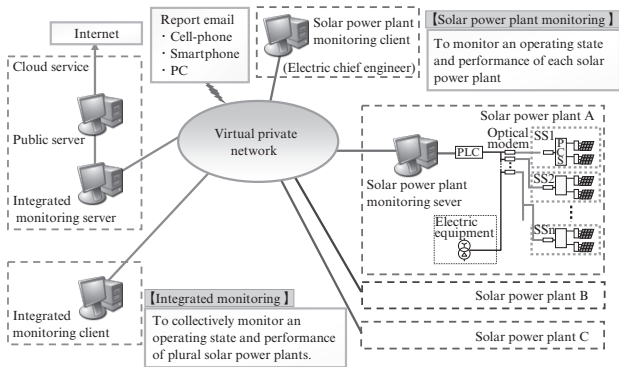 Internet
Cloud service
Public server
Integrated
monitoring server
Report email
・Cell-phone
・Smartphone
・PC
Solar power plant
monitoring client
(Electric chief engineer)
【Solar power plant monitoring】
To monitor an operating state
and performance of each solar
power plant
Virtual private
network
Solar power plant A
Solar power plant
monitoring sever
PLC
Optical
modem
SS1
PCS
SS2
SSn
Electric
equipment
Solar power plant B
Solar power plant C
Integrated
monitoring client
【Integrated monitoring】
To collectively monitor an
operating state and performance
of plural solar power plants.